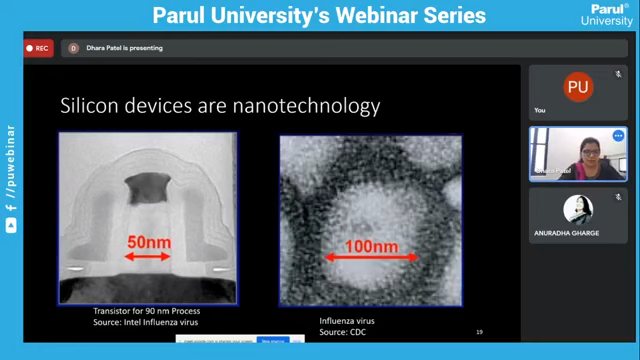 Parul University's Webinar Series
Parul®
University
REC
D
Dhara Patel is presenting
Silicon devices are nanotechnology
50nm
100nm
Transistor for 90 nm Process
Source: Intel Influenza virus
Influenza virus
Source: CDC
19
PU
You
Dhara Patel
ANURADHA GHARGE
//puwebinar